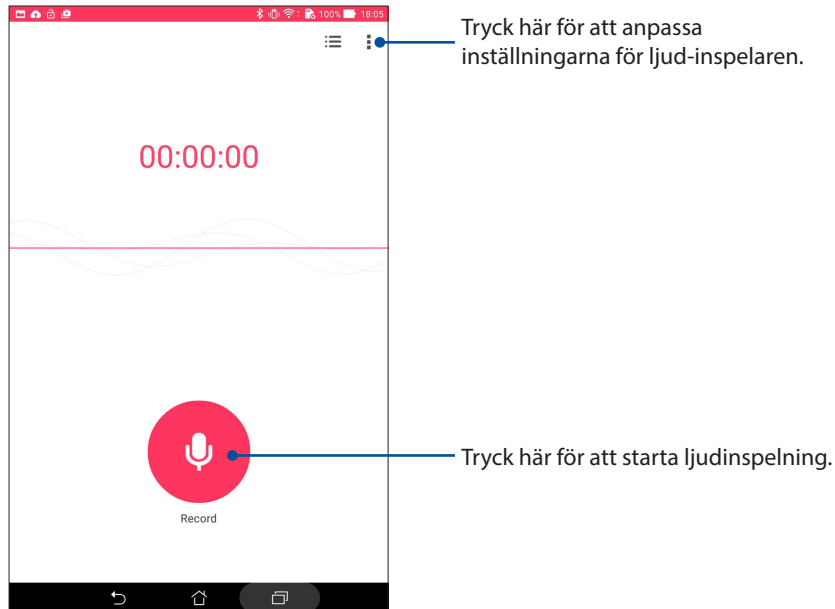 100% 18:05
Tryck här för att anpassa
inställningarna för ljud-inspelaren.
00:00:00
Tryck här för att starta ljudinspelning.
Record